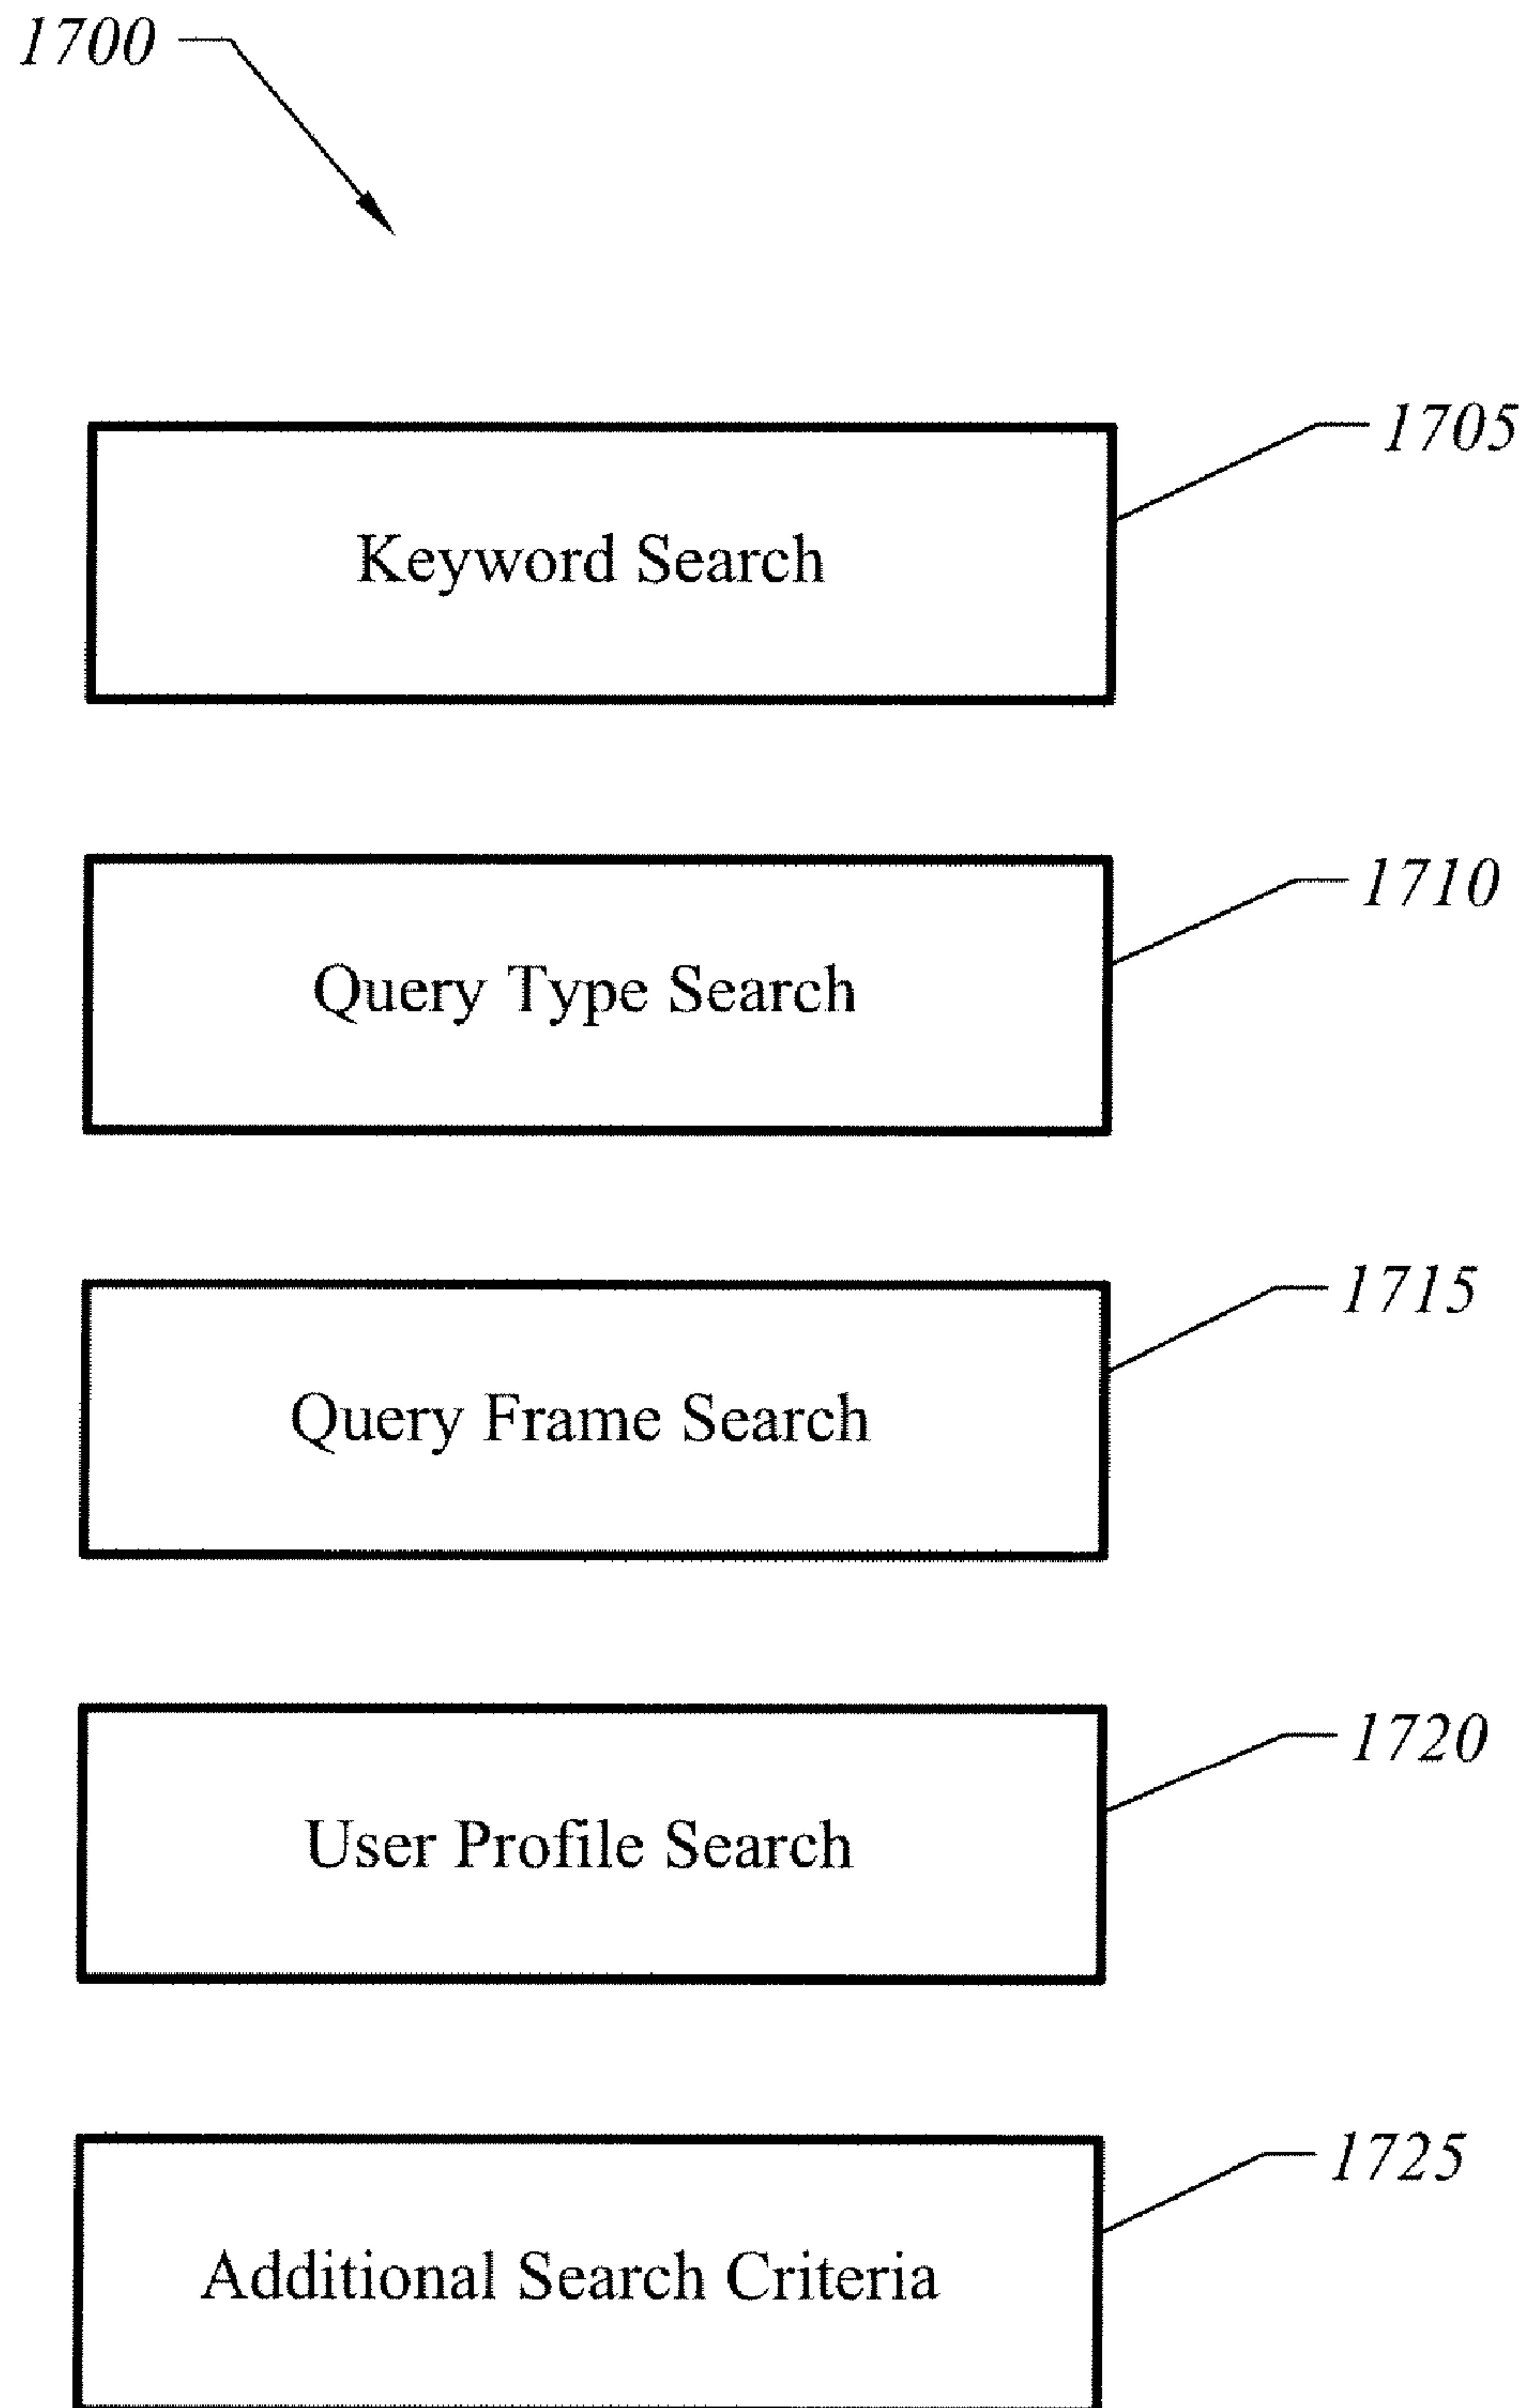 1700
1705
Keyword Search
1710
Query Type Search
1715
Query Frame Search
1720
User Profile Search
1725
Additional Search Criteria